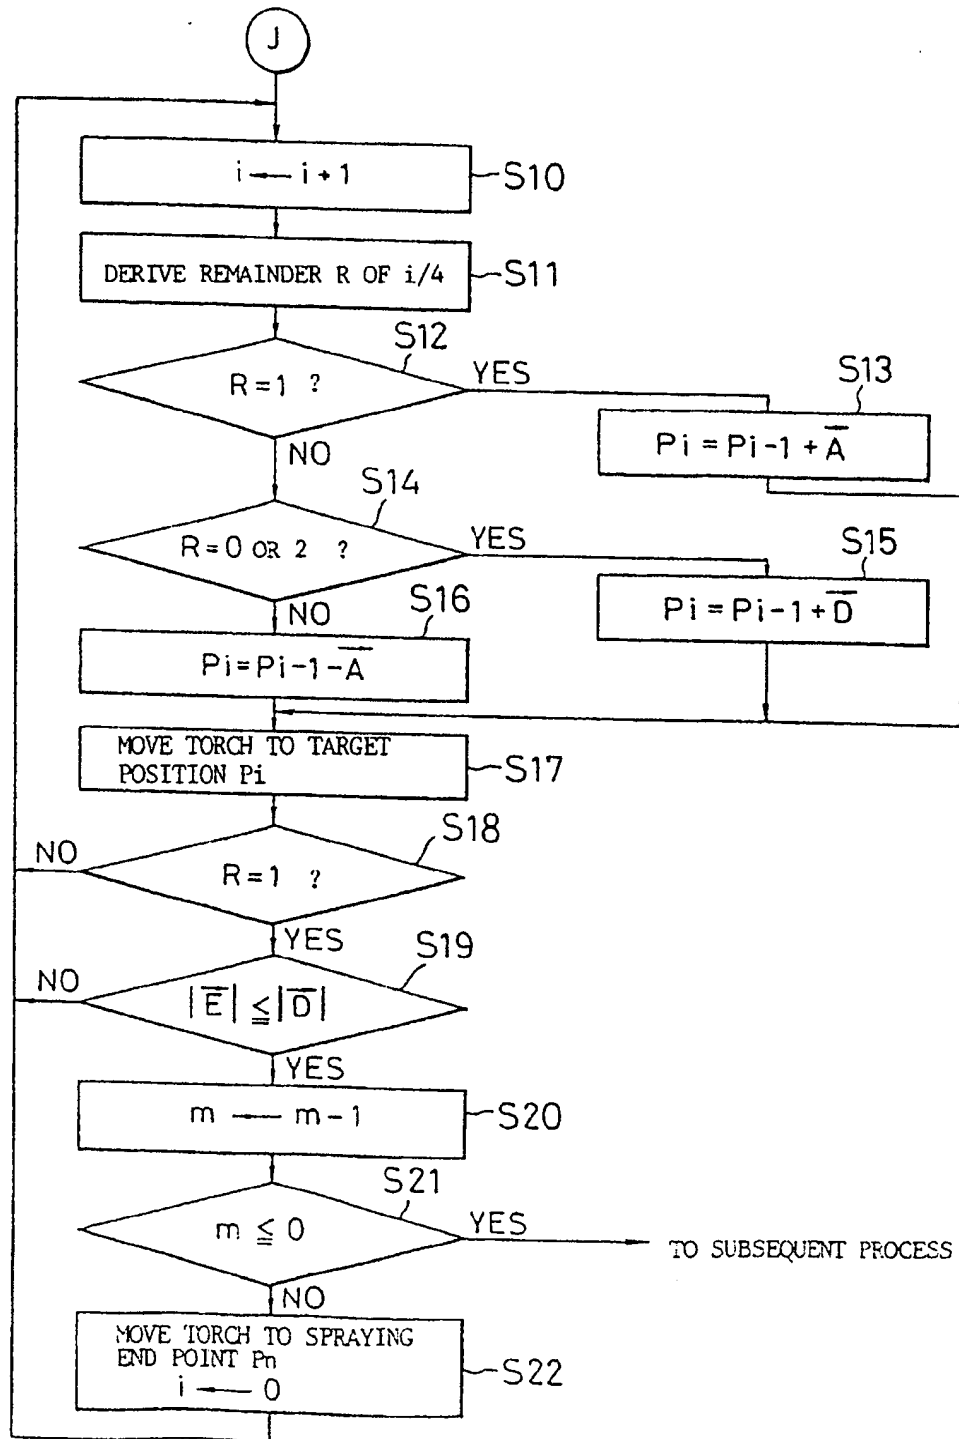 J
i ← i + 1
S10
DERIVE REMAINDER R OF i/4
S11
S12
R = 1 ?
YES
S13
Pi = Pi-1 + A
NO
S14
R = 0 OR 2 ?
YES
S15
Pi = Pi-1 + D
NO
S16
Pi = Pi-1 - A
MOVE TORCH TO TARGET
POSITION Pi
S17
S18
NO
R = 1 ?
YES
S19
NO
|E| ≦ |D|
YES
m ← m - 1
S20
S21
m ≦ 0
YES
TO SUBSEQUENT PROCESS
NO
MOVE TORCH TO SPRAYING
END POINT Pn
i ← 0
S22